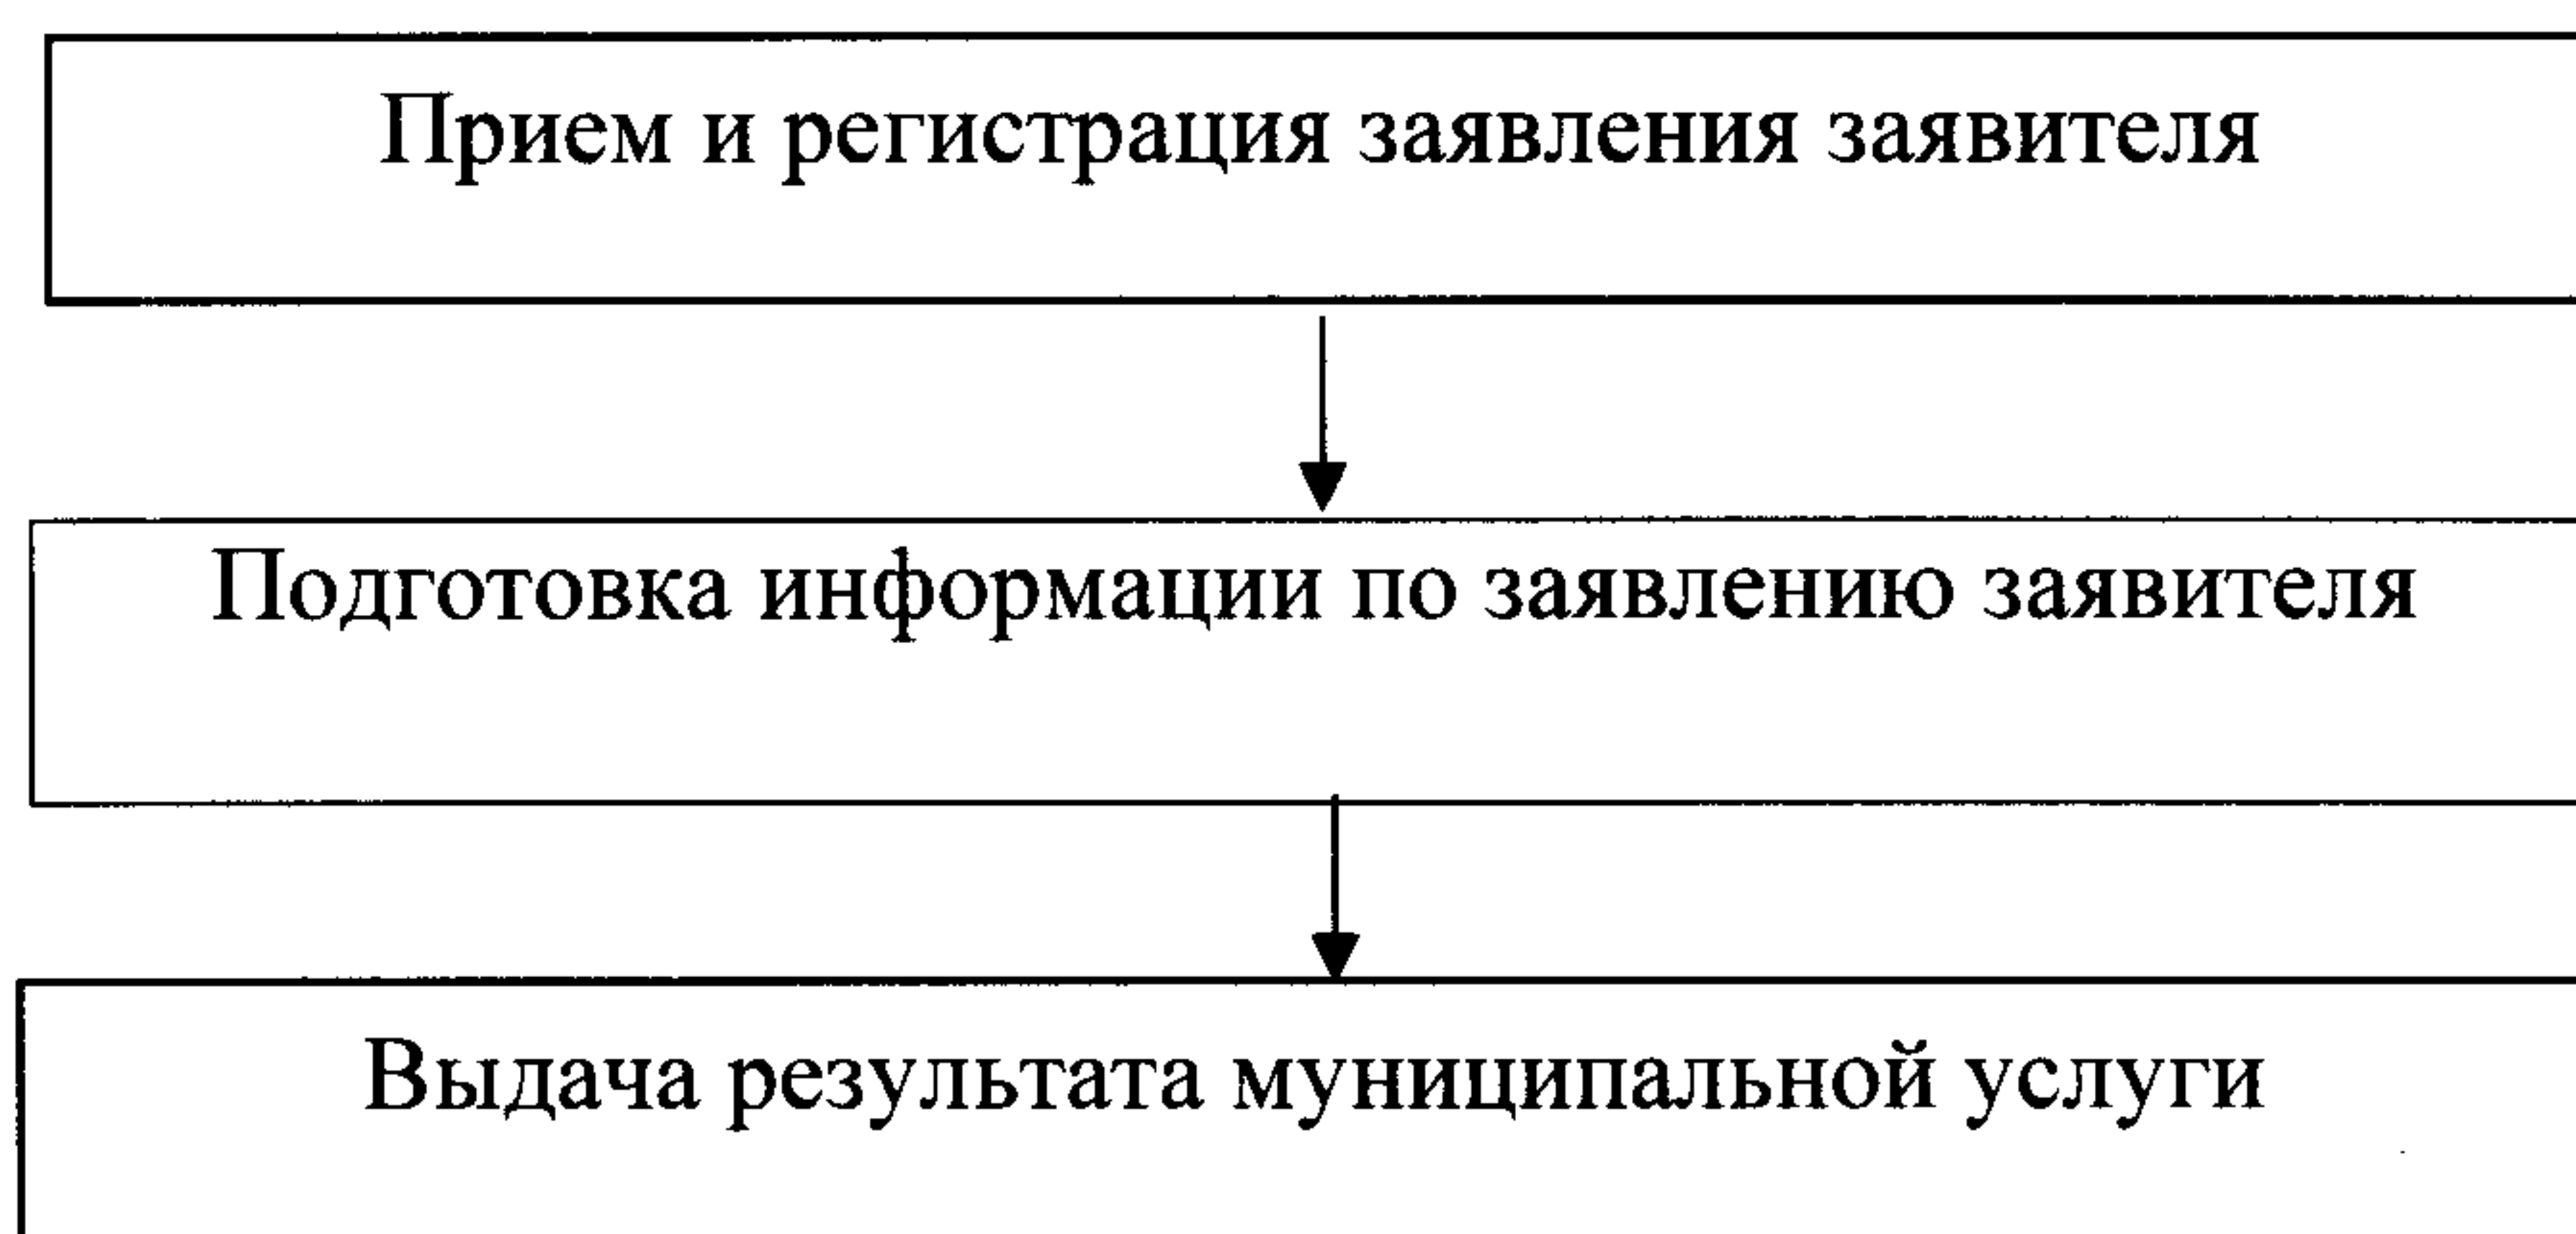 Прием и регистрация заявления заявителя
Подготовка информации по заявлению заявителя
Выдача результата муниципальной услуги